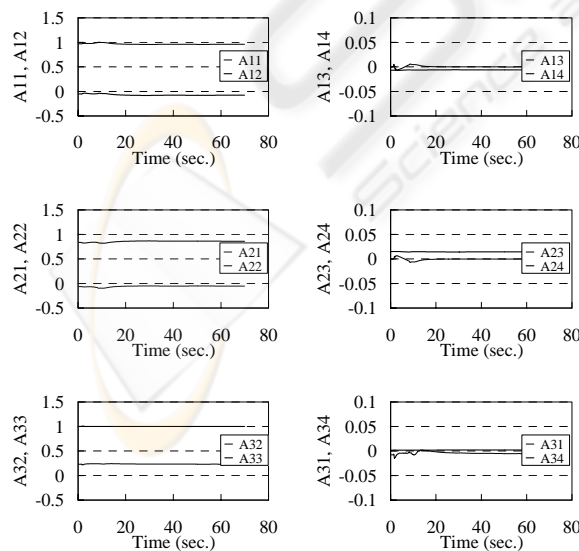 1.5
1
0.5
0
-0.5
A11, A12
A11
A12
0 20 40 60 80
Time (sec.)
0.1
0.05
0
-0.05
-0.1
A13, A14
A13
A14
0 20 40 60 80
Time (sec.)
1.5
1
0.5
0
-0.5
A21, A22
A21
A22
0 20 40 60 80
Time (sec.)
0.1
0.05
0
-0.05
-0.1
A23, A24
A23
A24
0 20 40 60 80
Time (sec.)
1.5
1
0.5
0
-0.5
A32, A33
A32
A33
0 20 40 60 80
Time (sec.)
0.1
0.05
0
-0.05
-0.1
A31, A34
A31
A34
0 20 40 60 80
Time (sec.)
Science a